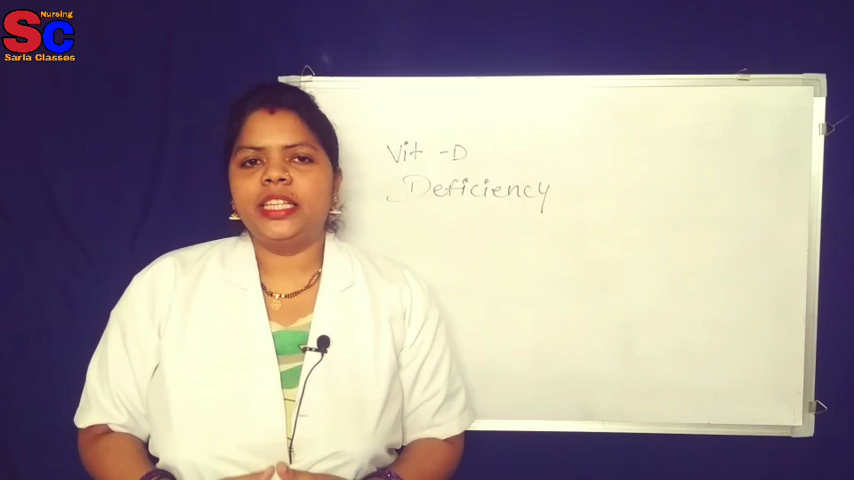 Nursing
SC
Sarla Classes
Vit - D
Deficiency